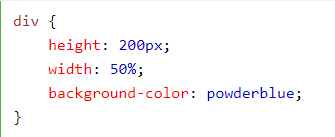 div {
    height: 200px;
    width: 50%;
    background-color: powderblue;
}